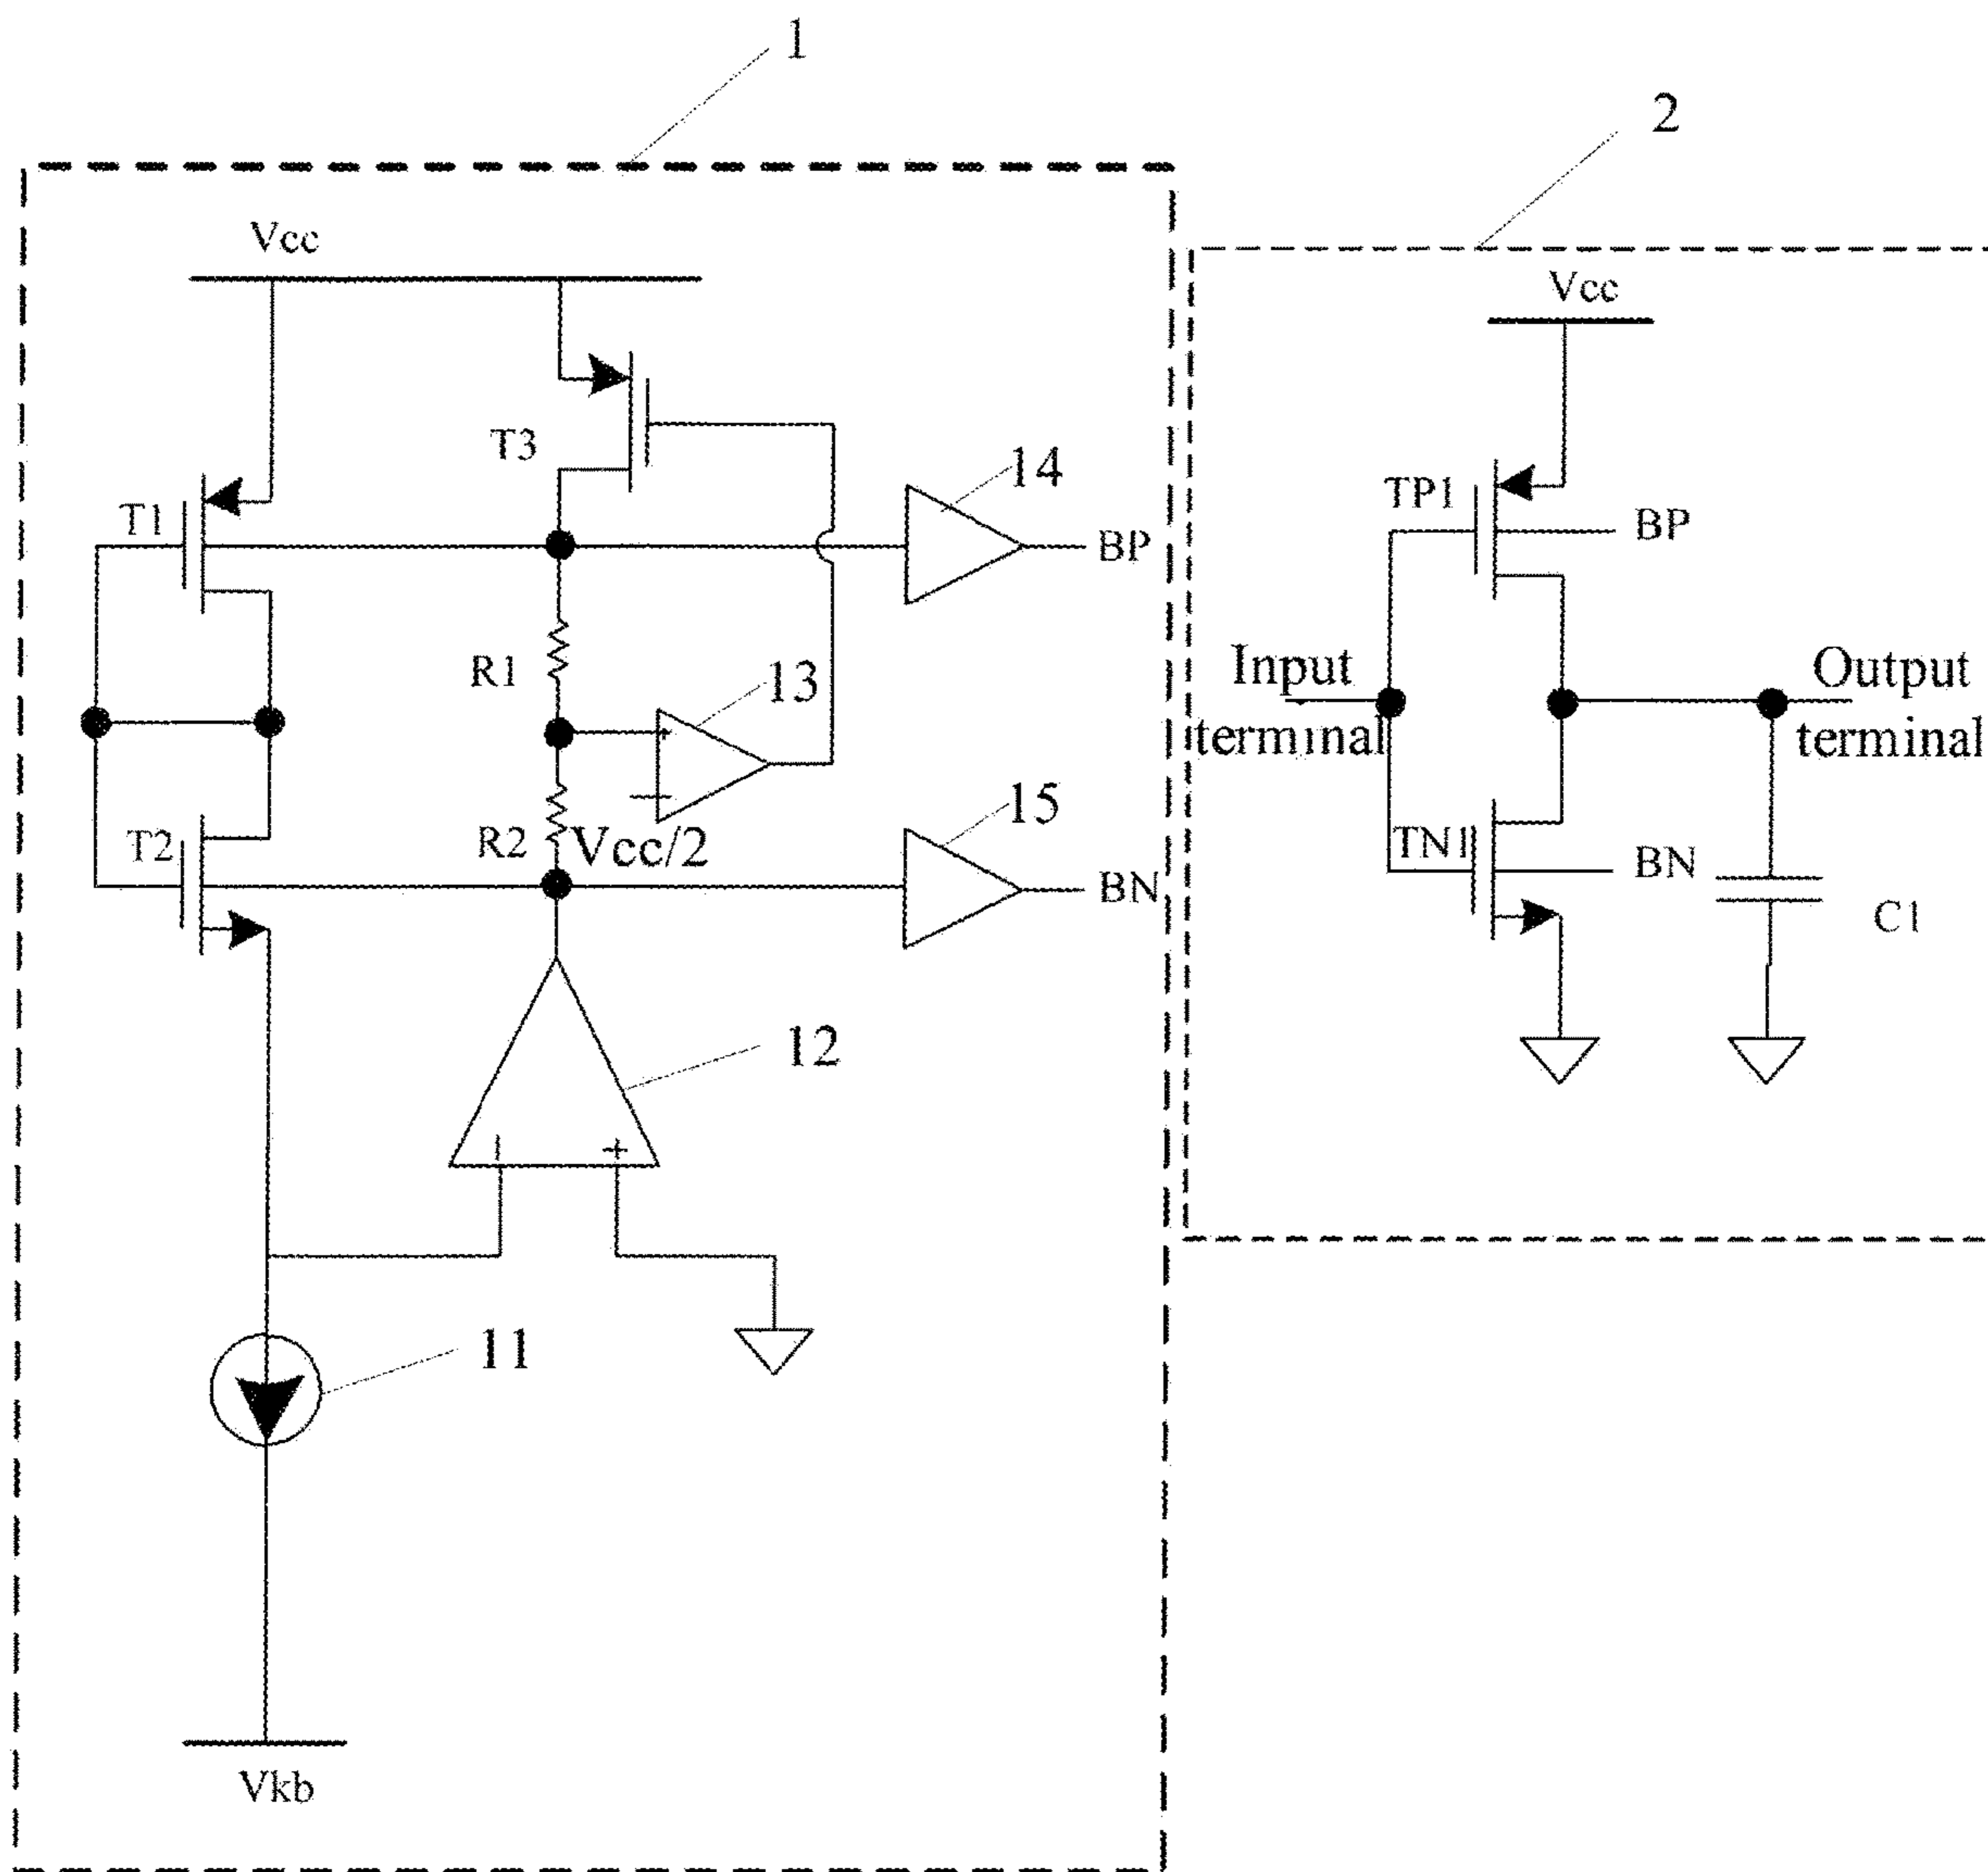 1
2
Vcc
Vcc
T3
14
TP1
BP
T1
BP
R1
13
Input
terminal
Output
terminal
+
−
15
T2
R2
Vcc/2
TN1
BN
BN
C1
12
−
+
11
Vkb